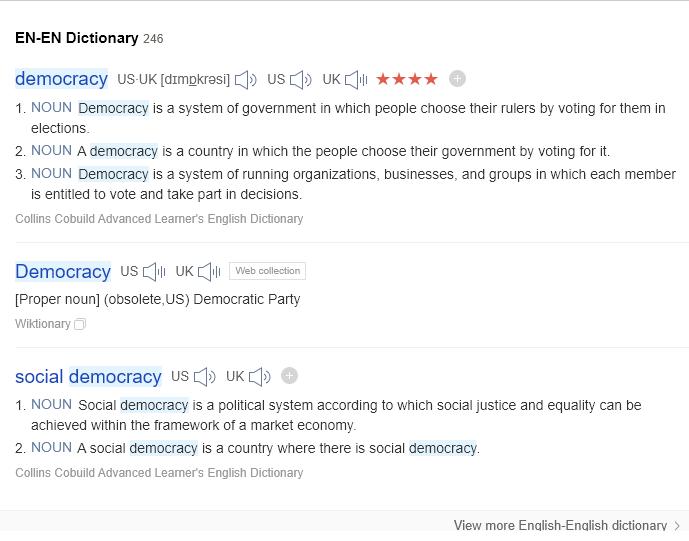 EN-EN Dictionary 246
democracy US·UK [dɪmɒkrəsi] US UK ★★★★
1. NOUN Democracy is a system of government in which people choose their rulers by voting for them in
elections.
2. NOUN A democracy is a country in which the people choose their government by voting for it.
3. NOUN Democracy is a system of running organizations, businesses, and groups in which each member
is entitled to vote and take part in decisions.
Collins Cobuild Advanced Learner's English Dictionary
Democracy US UK Web collection
[Proper noun] (obsolete,US) Democratic Party
Wiktionary
social democracy US UK
1. NOUN Social democracy is a political system according to which social justice and equality can be
achieved within the framework of a market economy.
2. NOUN A social democracy is a country where there is social democracy.
Collins Cobuild Advanced Learner's English Dictionary
View more English-English dictionary >